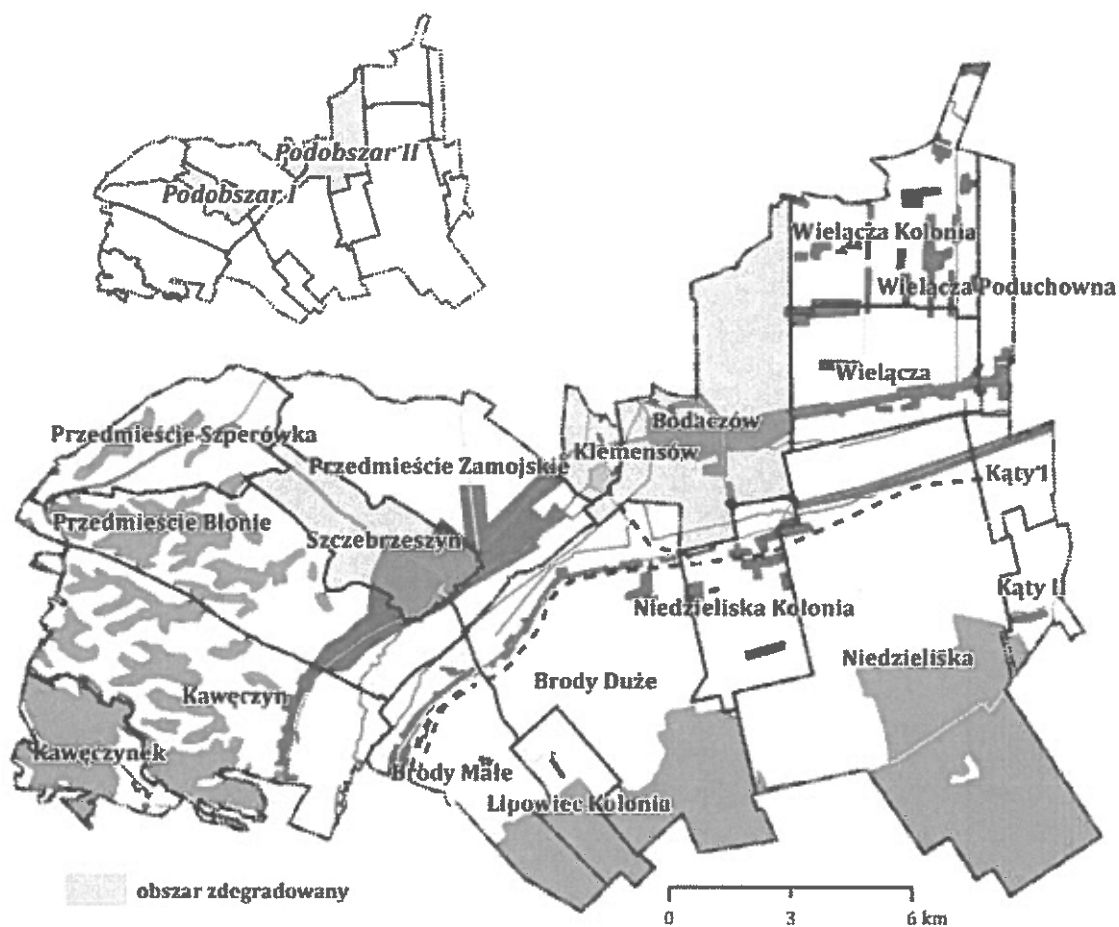 Podobszar II
Podobszar I
Wielącza Kolonia
Wielącza Poduchowna
Wielącza
Bodaczów
Klemensów
Przedmieście Szperówka
Przedmieście Zamojskie
Kąty I
Przedmieście Błonie
Szczebrzeszyn
Kąty II
Niedzieliska Kolonia
Niedzieliska
Brody Duże
Kawęczyn
Kawęczynek
Brody Małe
Lipowiec Kolonia
obszar zdegradowany
0 3 6 km